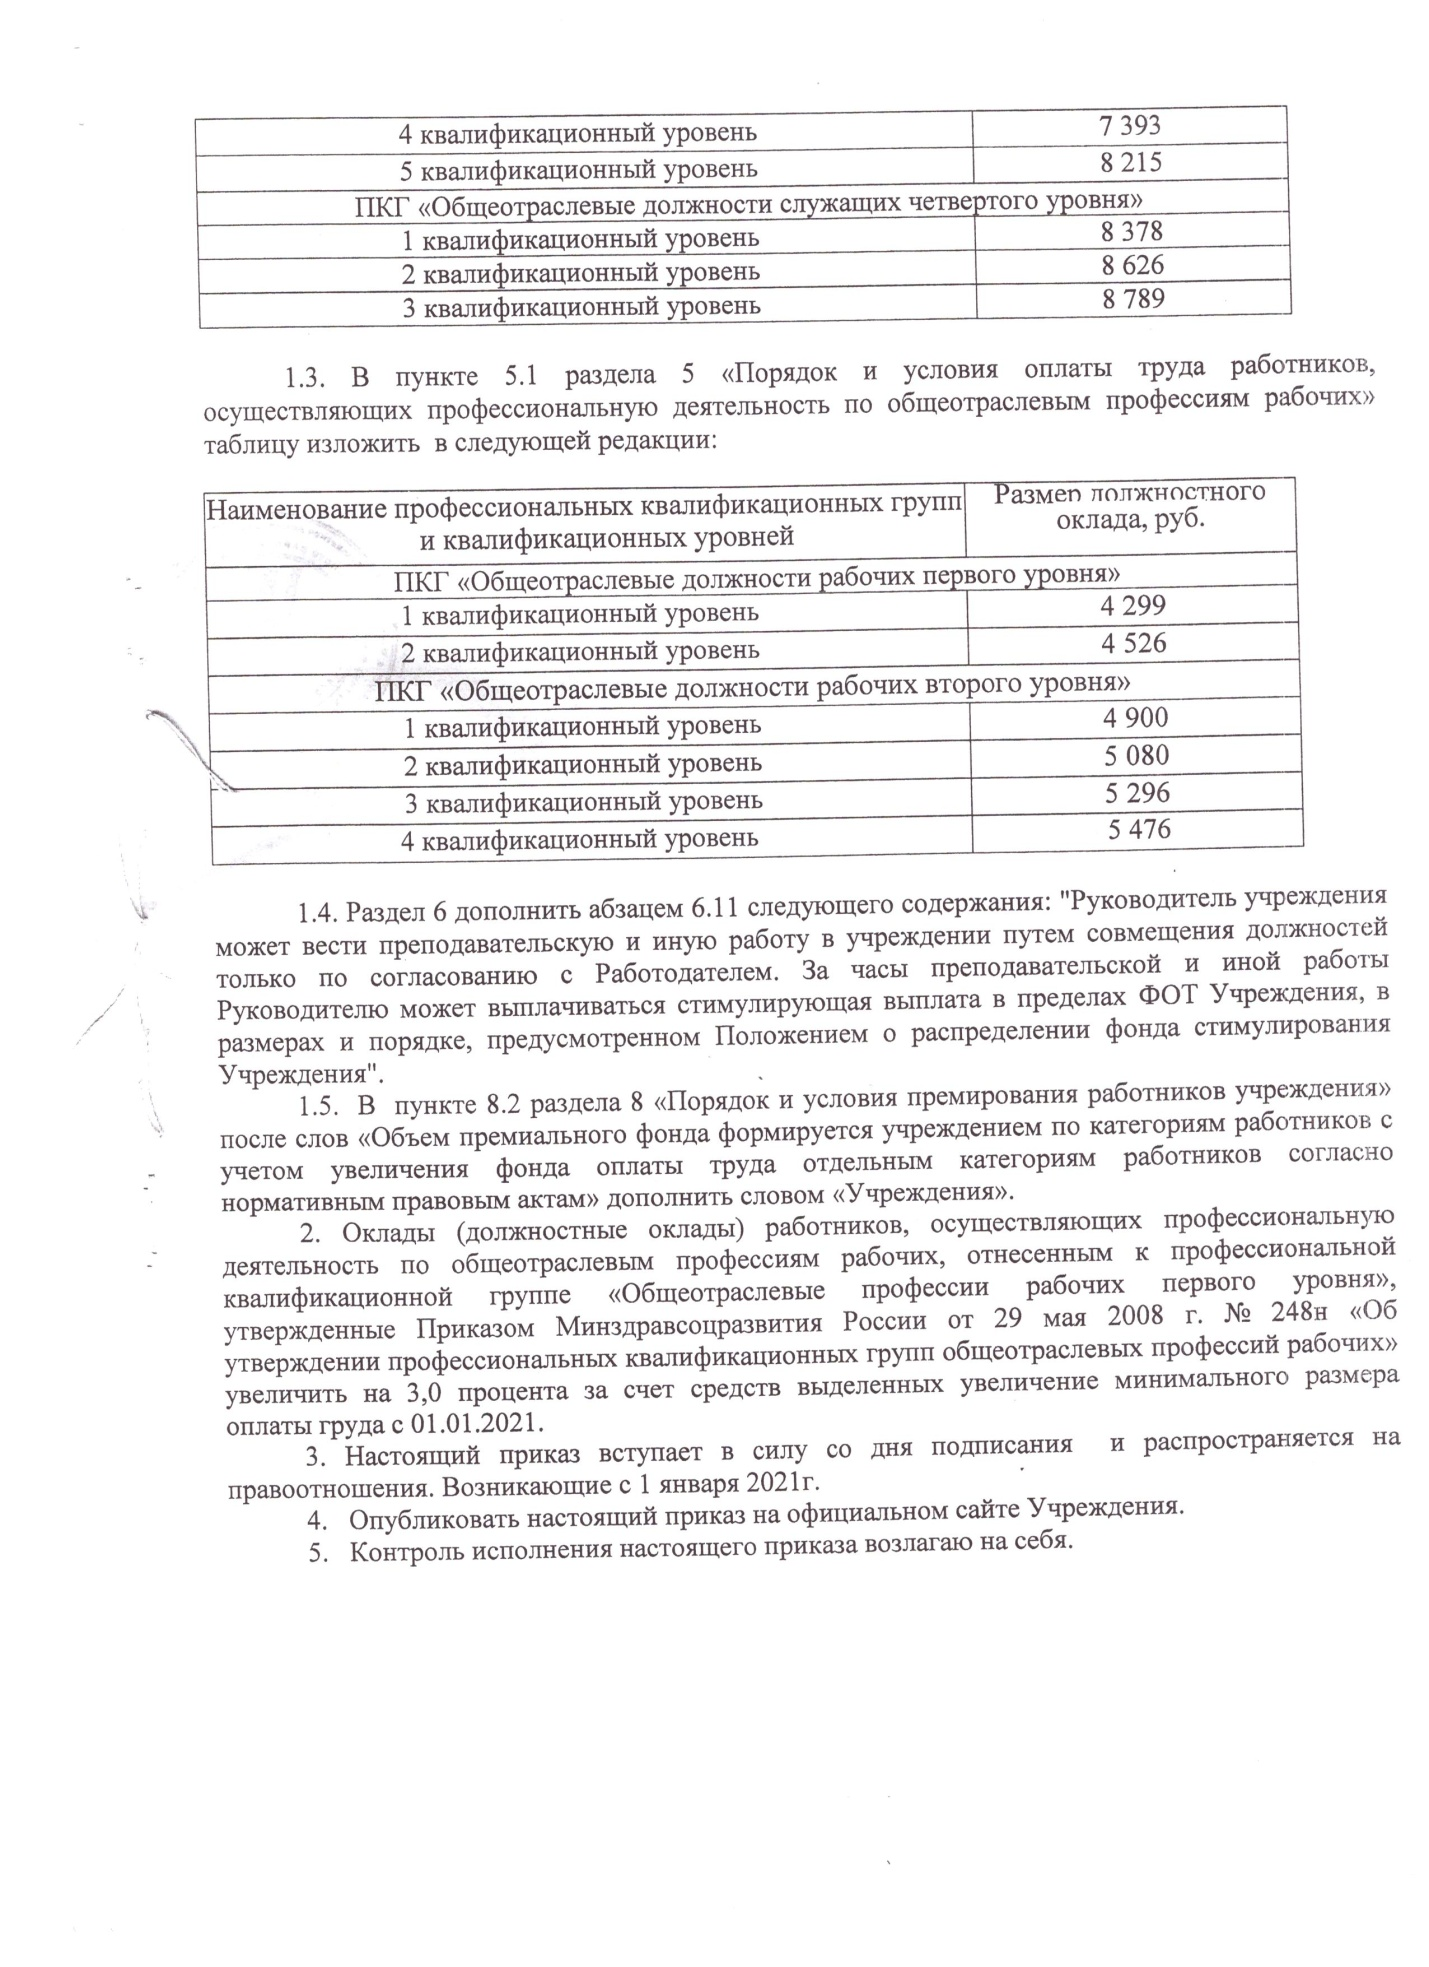 4 квалификационный уровень 7 393
5 квалификационный уровень 8 215
ПКГ «Общеотраслевые должности служащих четвертого уровня»
1 квалификационный уровень 8 378
2 квалификационный уровень 8 626
3 квалификационный уровень 8 789
1.3. В пункте 5.1 раздела 5 «Порядок и условия оплаты труда работников,
осуществляющих профессиональную деятельность по общеотраслевым профессиям рабочих»
таблицу изложить в следующей редакции:
Наименование профессиональных квалификационных групп
и квалификационных уровней
Размер должностного
оклада, руб.
ПКГ «Общеотраслевые должности рабочих первого уровня»
1 квалификационный уровень 4 299
2 квалификационный уровень 4 526
ПКГ «Общеотраслевые должности рабочих второго уровня»
1 квалификационный уровень 4 900
2 квалификационный уровень 5 080
3 квалификационный уровень 5 296
4 квалификационный уровень 5 476
1.4. Раздел 6 дополнить абзацем 6.11 следующего содержания: "Руководитель учреждения
может вести преподавательскую и иную работу в учреждении путем совмещения должностей
только по согласованию с Работодателем. За часы преподавательской и иной работы
Руководителю может выплачиваться стимулирующая выплата в пределах ФОТ Учреждения, в
размерах и порядке, предусмотренном Положением о распределении фонда стимулирования
Учреждения".
1.5. В пункте 8.2 раздела 8 «Порядок и условия премирования работников учреждения»
после слов «Объем премиального фонда формируется учреждением по категориям работников с
учетом увеличения фонда оплаты труда отдельным категориям работников согласно
нормативным правовым актам» дополнить словом «Учреждения».
2. Оклады (должностные оклады) работников, осуществляющих профессиональную
деятельность по общеотраслевым профессиям рабочих, отнесенным к профессиональной
квалификационной группе «Общеотраслевые профессии рабочих первого уровня»,
утвержденные Приказом Минздравсоцразвития России от 29 мая 2008 г. № 248н «Об
утверждении профессиональных квалификационных групп общеотраслевых профессий рабочих»
увеличить на 3,0 процента за счет средств выделенных увеличение минимального размера
оплаты груда с 01.01.2021.
3. Настоящий приказ вступает в силу со дня подписания и распространяется на
правоотношения. Возникающие с 1 января 2021г.
4. Опубликовать настоящий приказ на официальном сайте Учреждения.
5. Контроль исполнения настоящего приказа возлагаю на себя.